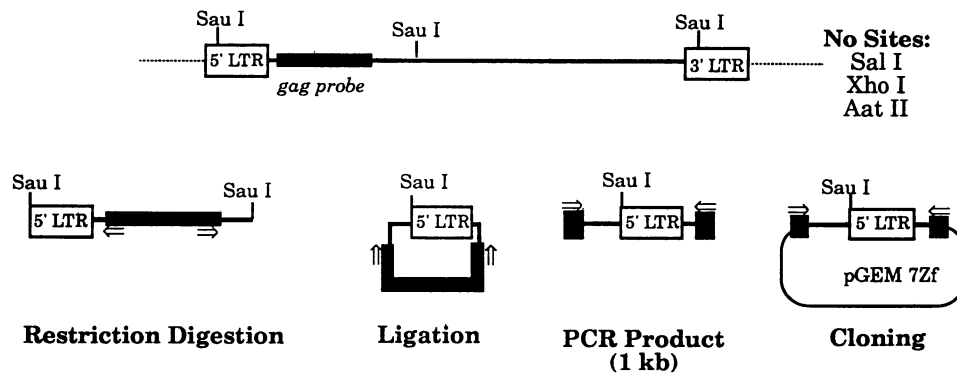 Sau I
Sau I
Sau I
5' LTR
3' LTR
gag probe
No Sites:
Sal I
Xho I
Aat II
Sau I
Sau I
5' LTR
Restriction Digestion
Sau I
5' LTR
Ligation
Sau I
5' LTR
PCR Product
(1 kb)
Sau I
5' LTR
pGEM 7Zf
Cloning